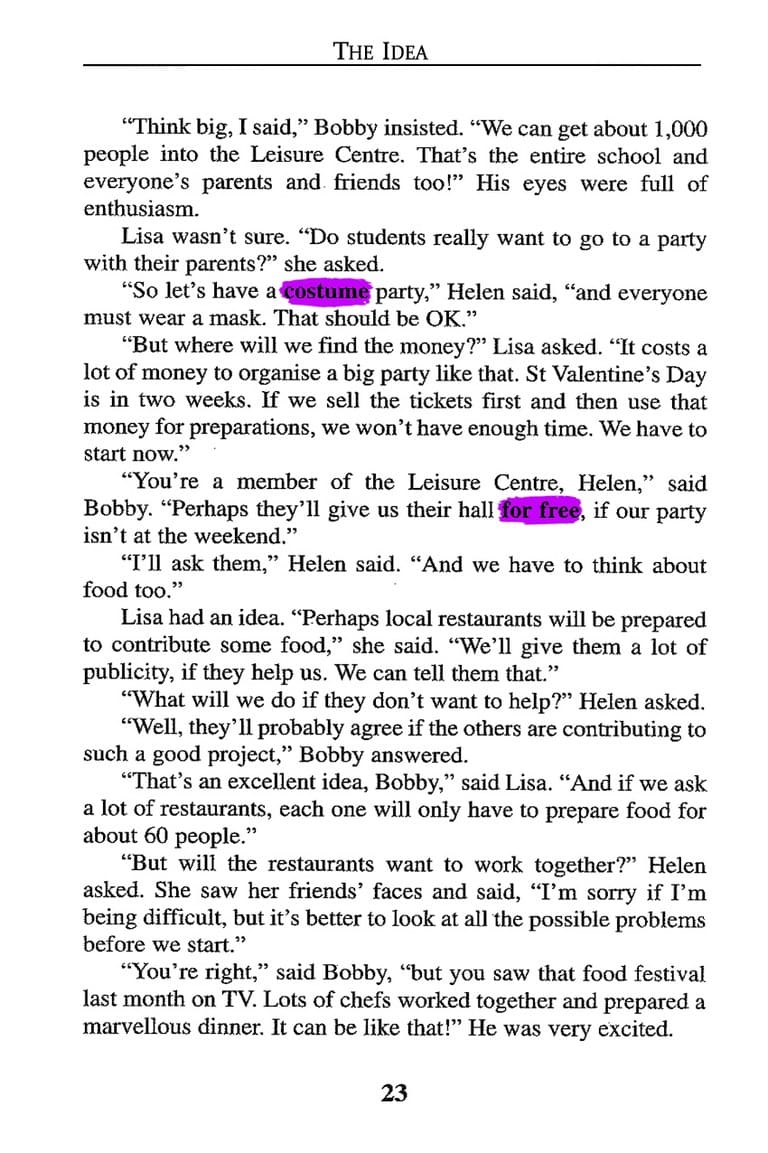 THE IDEA
“Think big, I said,” Bobby insisted. “We can get about 1,000
people into the Leisure Centre. That’s the entire school and
everyone’s parents and friends too!” His eyes were full of
enthusiasm.
Lisa wasn’t sure. “Do students really want to go to a party
with their parents?” she asked.
“So let’s have a costume party,” Helen said, “and everyone
must wear a mask. That should be OK.”
“But where will we find the money?” Lisa asked. “It costs a
lot of money to organise a big party like that. St Valentine’s Day
is in two weeks. If we sell the tickets first and then use that
money for preparations, we won’t have enough time. We have to
start now.”
“You’re a member of the Leisure Centre, Helen,” said
Bobby. “Perhaps they’ll give us their hall for free, if our party
isn’t at the weekend.”
“I’ll ask them,” Helen said. “And we have to think about
food too.”
Lisa had an idea. “Perhaps local restaurants will be prepared
to contribute some food,” she said. “We’ll give them a lot of
publicity, if they help us. We can tell them that.”
“What will we do if they don’t want to help?” Helen asked.
“Well, they’ll probably agree if the others are contributing to
such a good project,” Bobby answered.
“That’s an excellent idea, Bobby,” said Lisa. “And if we ask
a lot of restaurants, each one will only have to prepare food for
about 60 people.”
“But will the restaurants want to work together?” Helen
asked. She saw her friends’ faces and said, “I’m sorry if I’m
being difficult, but it’s better to look at all the possible problems
before we start.”
“You’re right,” said Bobby, “but you saw that food festival
last month on TV. Lots of chefs worked together and prepared a
marvellous dinner. It can be like that!” He was very excited.
23